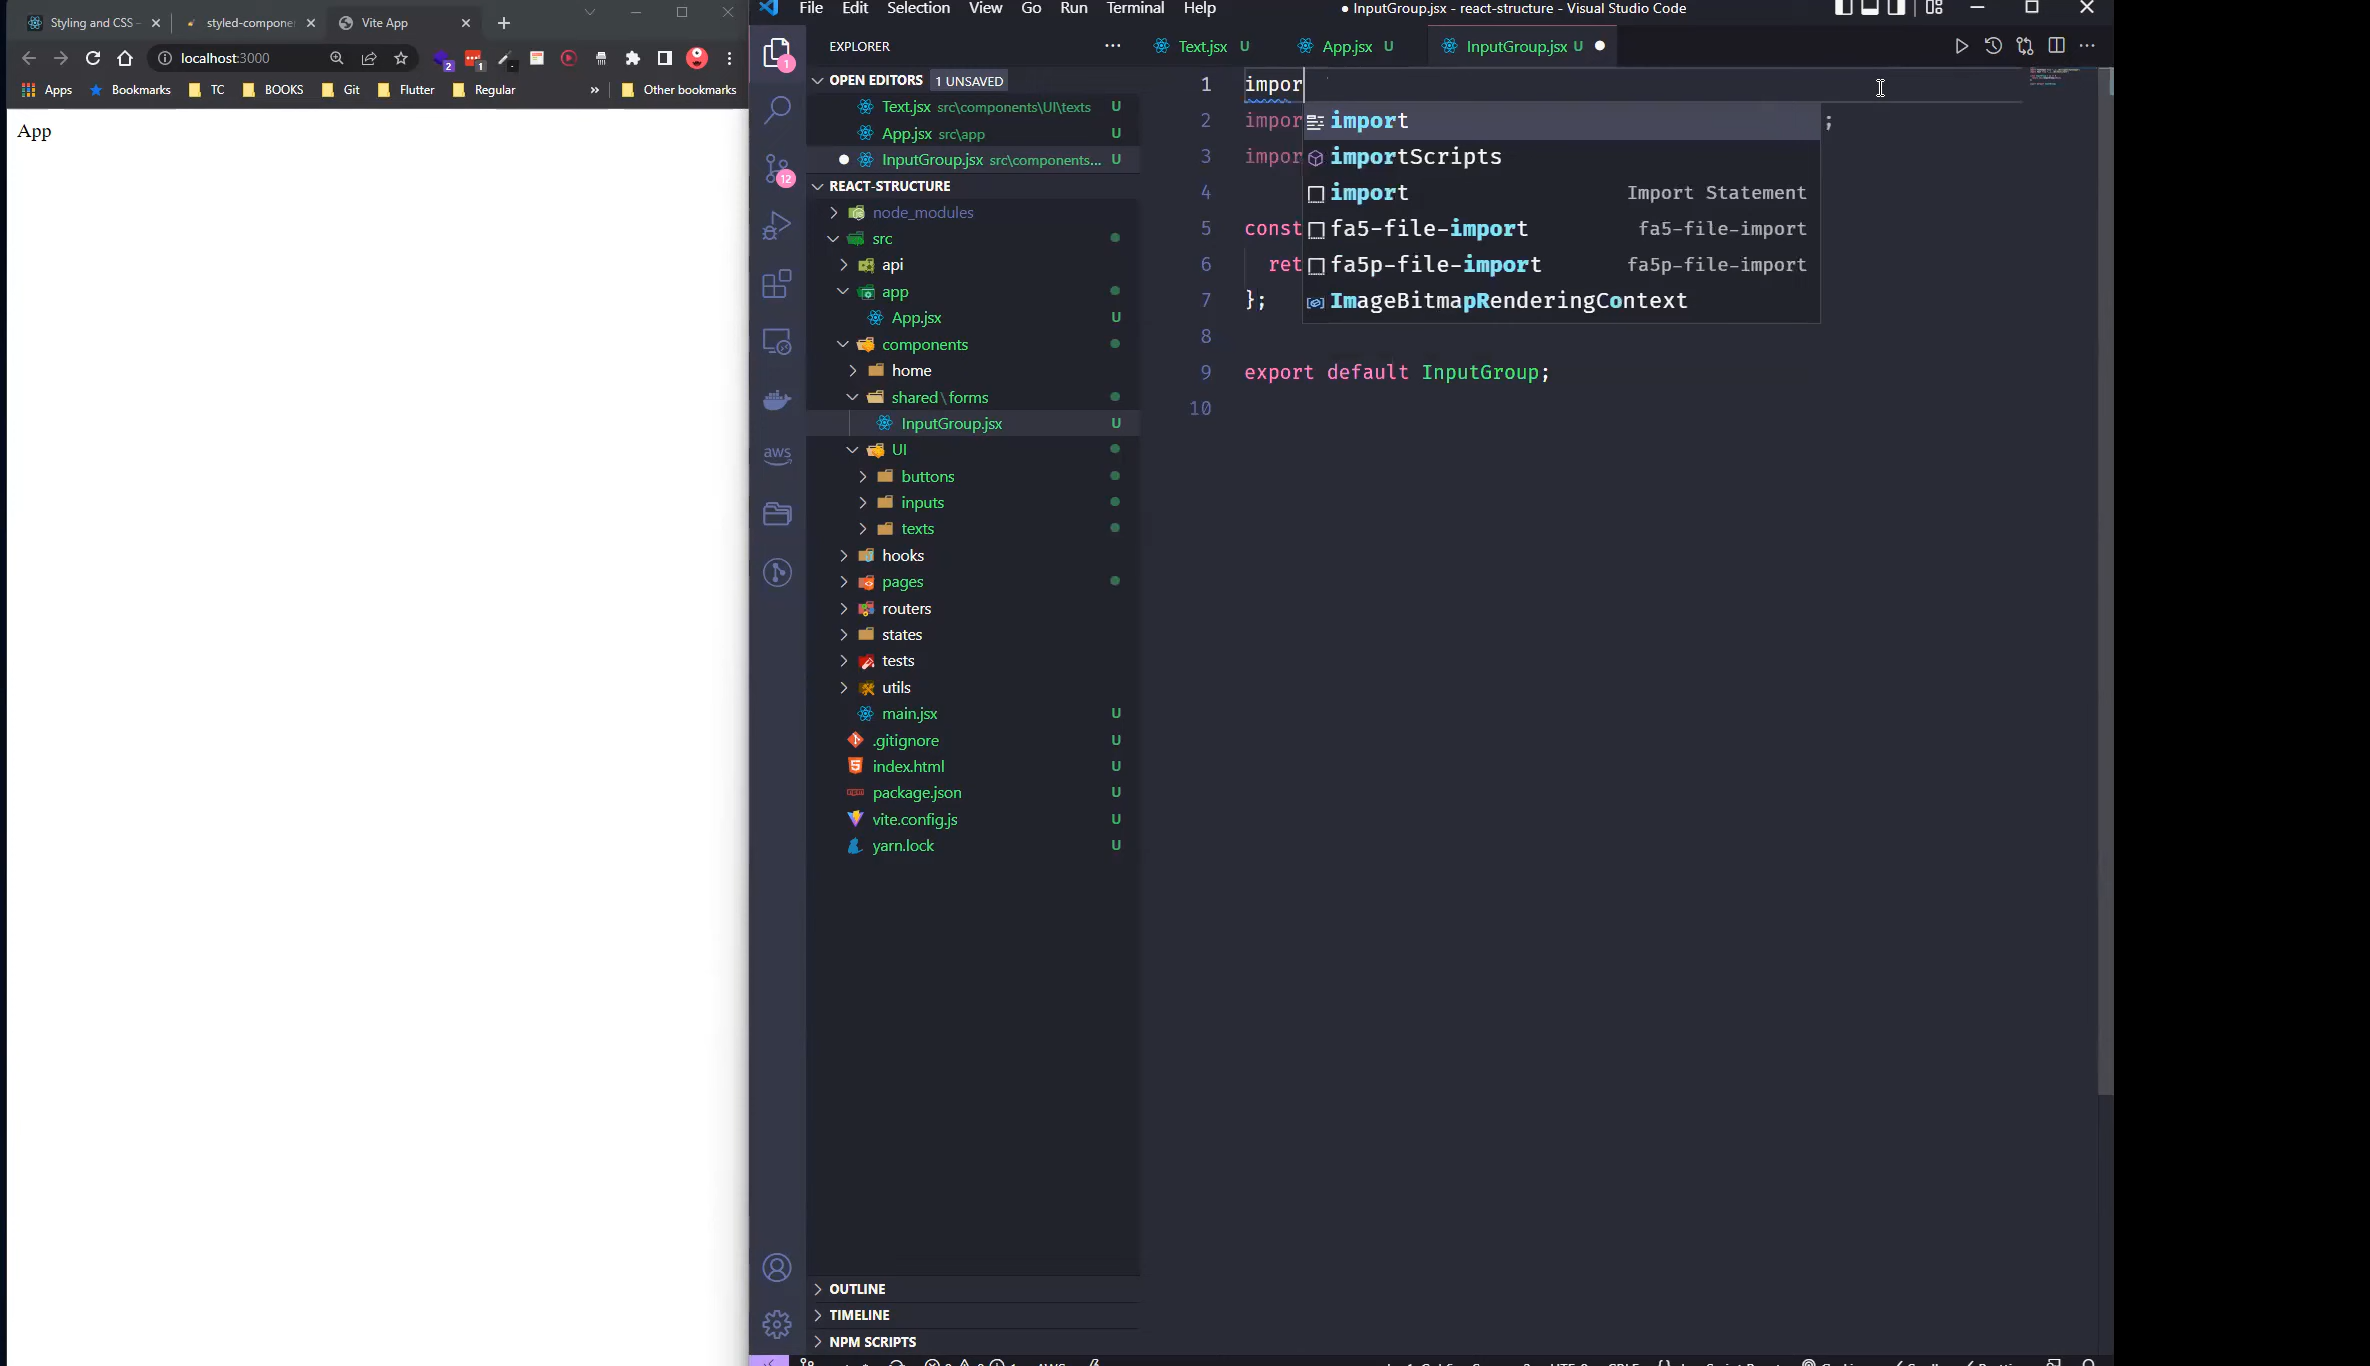 Styling and CSS –
styled-componen
Vite App
localhost:3000
2
1
Apps
Bookmarks
TC
BOOKS
Git
Flutter
Regular
»
Other bookmarks
App
File Edit Selection View Go Run Terminal Help
● InputGroup.jsx - react-structure - Visual Studio Code
EXPLORER
1
12
aws
OPEN EDITORS 1 UNSAVED
Text.jsx src\components\UI\texts U
App.jsx src\app U
InputGroup.jsx src\components... U
REACT-STRUCTURE
node_modules
src
api
app
App.jsx U
components
home
shared\forms
InputGroup.jsx U
UI
buttons
inputs
texts
hooks
pages
routers
states
tests
utils
main.jsx U
.gitignore U
index.html U
package.json U
vite.config.js U
yarn.lock U
OUTLINE
TIMELINE
NPM SCRIPTS
Text.jsx U
App.jsx U
InputGroup.jsx U
1 impor
2 impor ;
3 impor
4
5 const
6 ret
7 };
8
9 export default InputGroup;
10
import
importScripts
import Import Statement
fa5-file-import fa5-file-import
fa5p-file-import fa5p-file-import
ImageBitmapRenderingContext